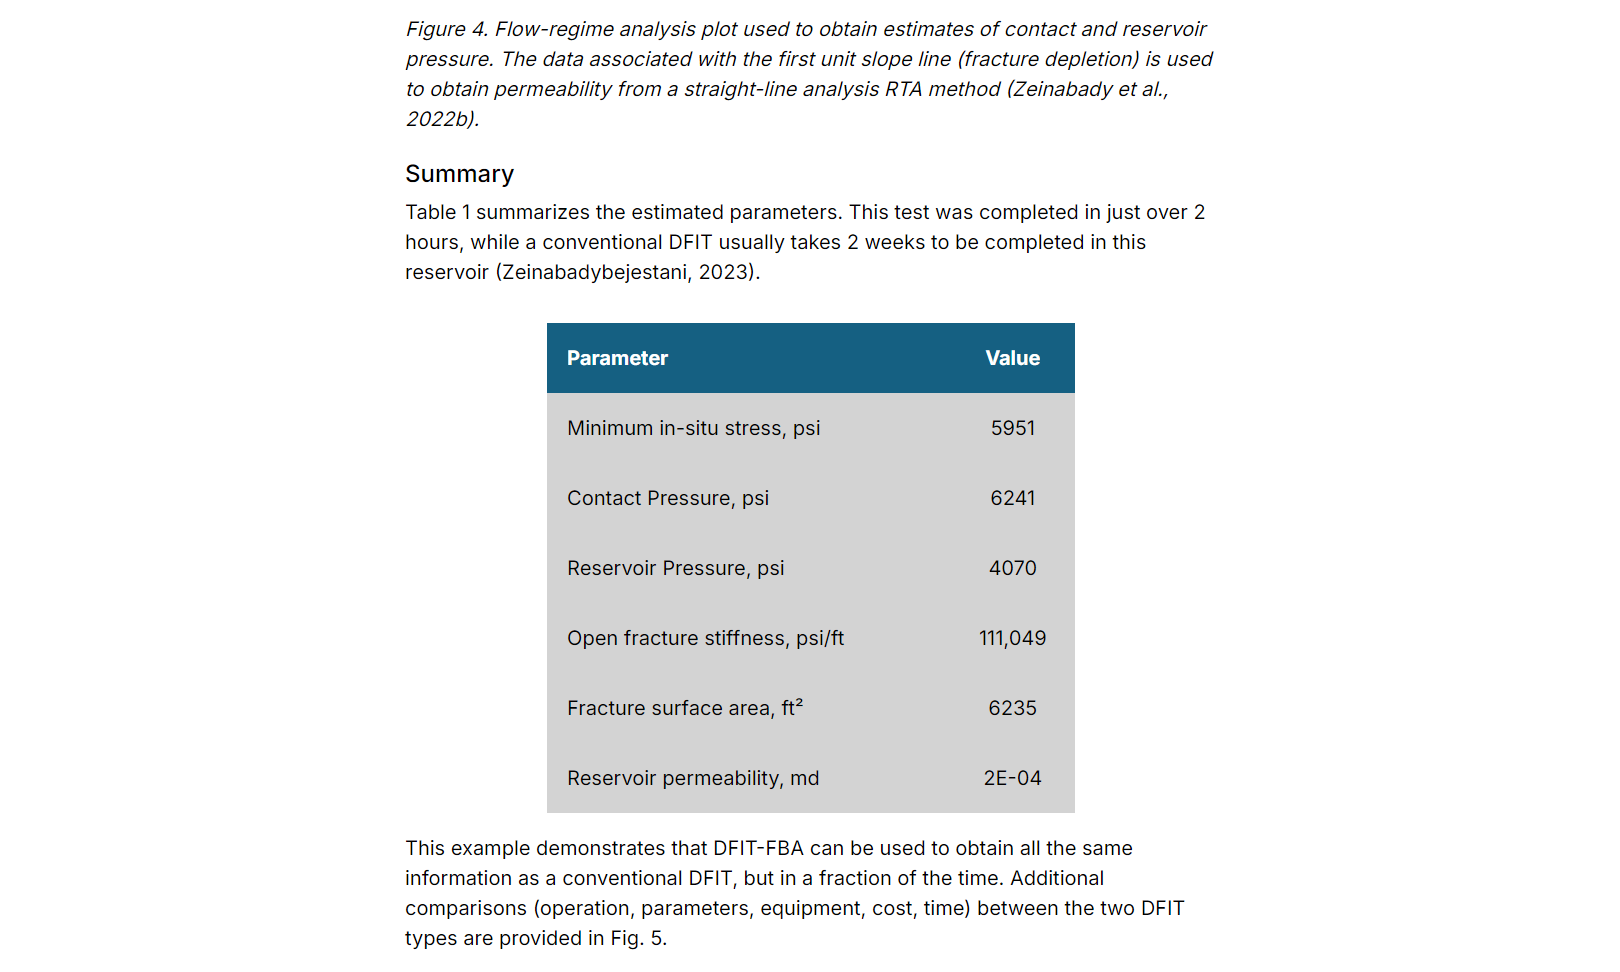 Figure 4. Flow-regime analysis plot used to obtain estimates of contact and reservoir
pressure. The data associated with the first unit slope line (fracture depletion) is used
to obtain permeability from a straight-line analysis RTA method (Zeinabady et al.,
2022b).
Summary
Table 1 summarizes the estimated parameters. This test was completed in just over 2
hours, while a conventional DFIT usually takes 2 weeks to be completed in this
reservoir (Zeinabadybejestani, 2023).
Parameter Value
Minimum in-situ stress, psi 5951
Contact Pressure, psi 6241
Reservoir Pressure, psi 4070
Open fracture stiffness, psi/ft 111,049
Fracture surface area, ft² 6235
Reservoir permeability, md 2E-04
This example demonstrates that DFIT-FBA can be used to obtain all the same
information as a conventional DFIT, but in a fraction of the time. Additional
comparisons (operation, parameters, equipment, cost, time) between the two DFIT
types are provided in Fig. 5.